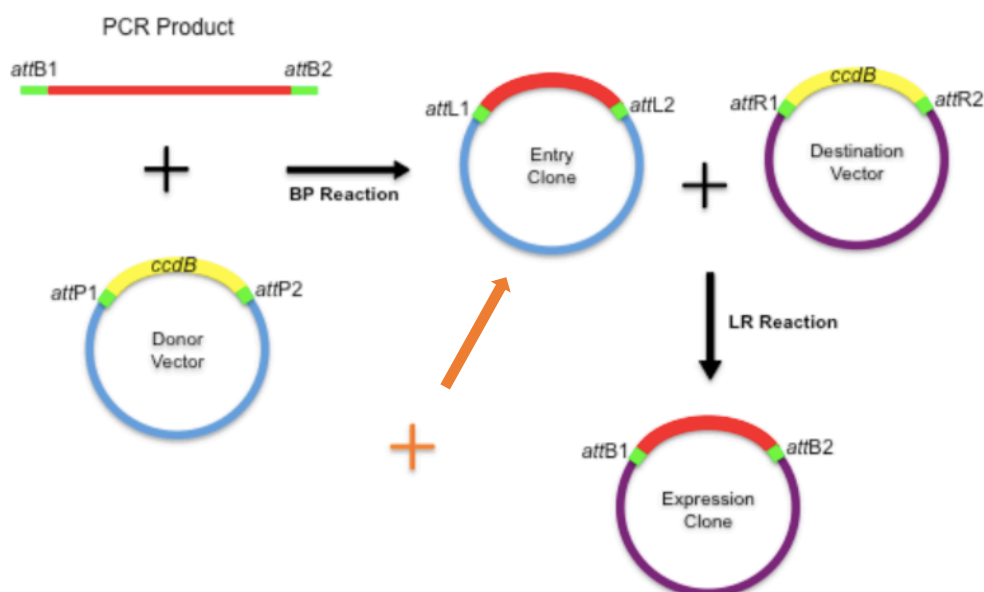 PCR Product
attB1
attB2
BP Reaction
attP1
ccdB
attP2
Donor
Vector
attL1
attL2
Entry
Clone
attR1
ccdB
attR2
Destination
Vector
LR Reaction
attB1
attB2
Expression
Clone